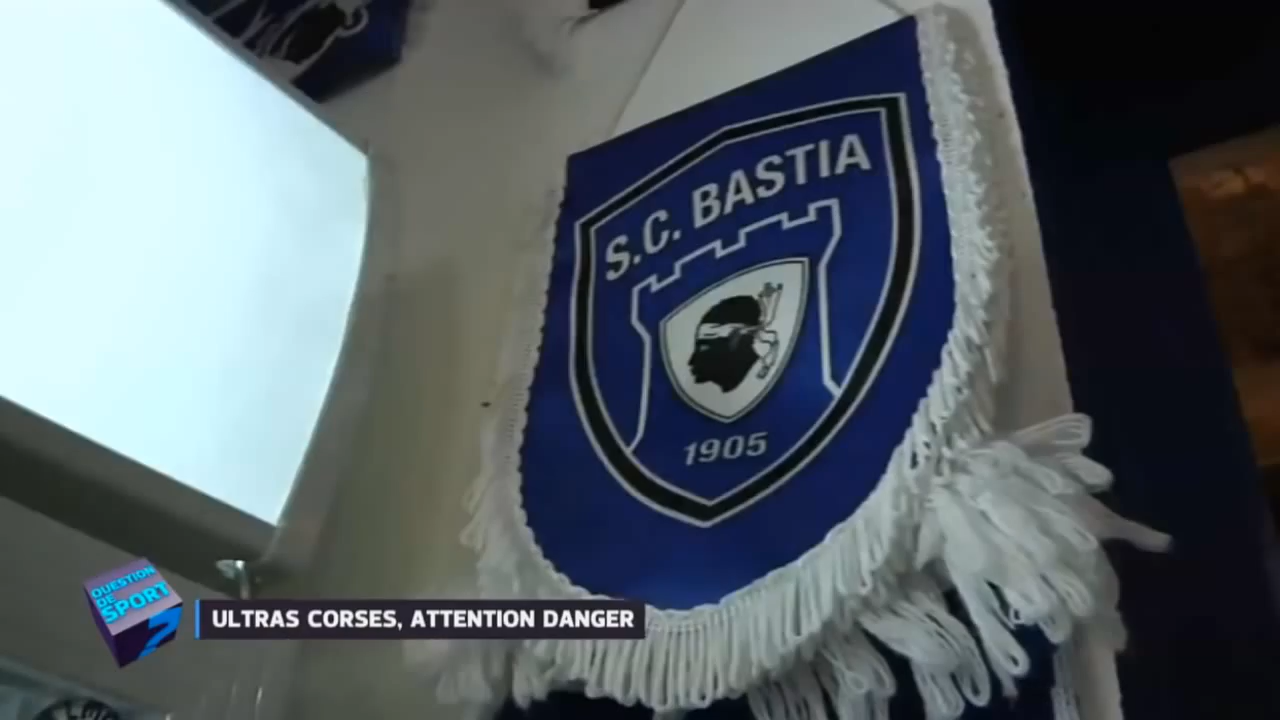 S.C. BASTIA
1905
QUESTION
DE
SPORT
?
ULTRAS CORSES, ATTENTION DANGER